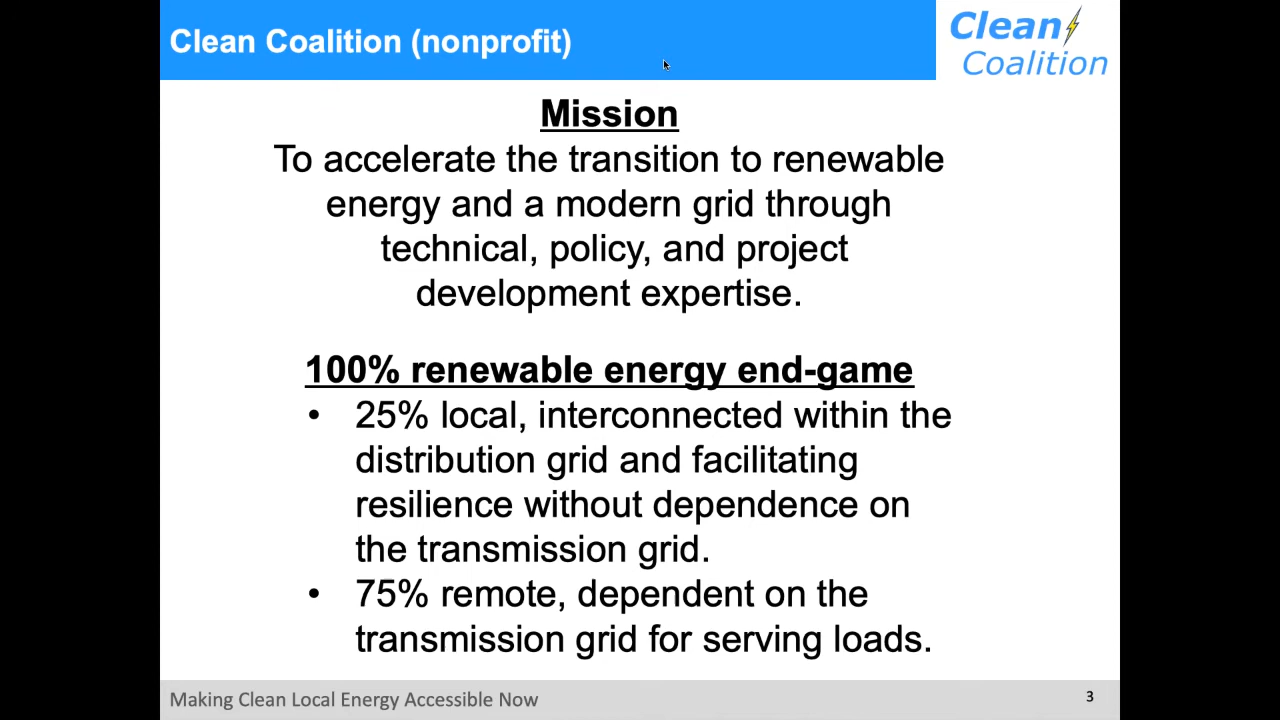 Clean Coalition (nonprofit)
Clean
Coalition
Mission
To accelerate the transition to renewable
energy and a modern grid through
technical, policy, and project
development expertise.
100% renewable energy end-game
• 25% local, interconnected within the
distribution grid and facilitating
resilience without dependence on
the transmission grid.
• 75% remote, dependent on the
transmission grid for serving loads.
Making Clean Local Energy Accessible Now
3